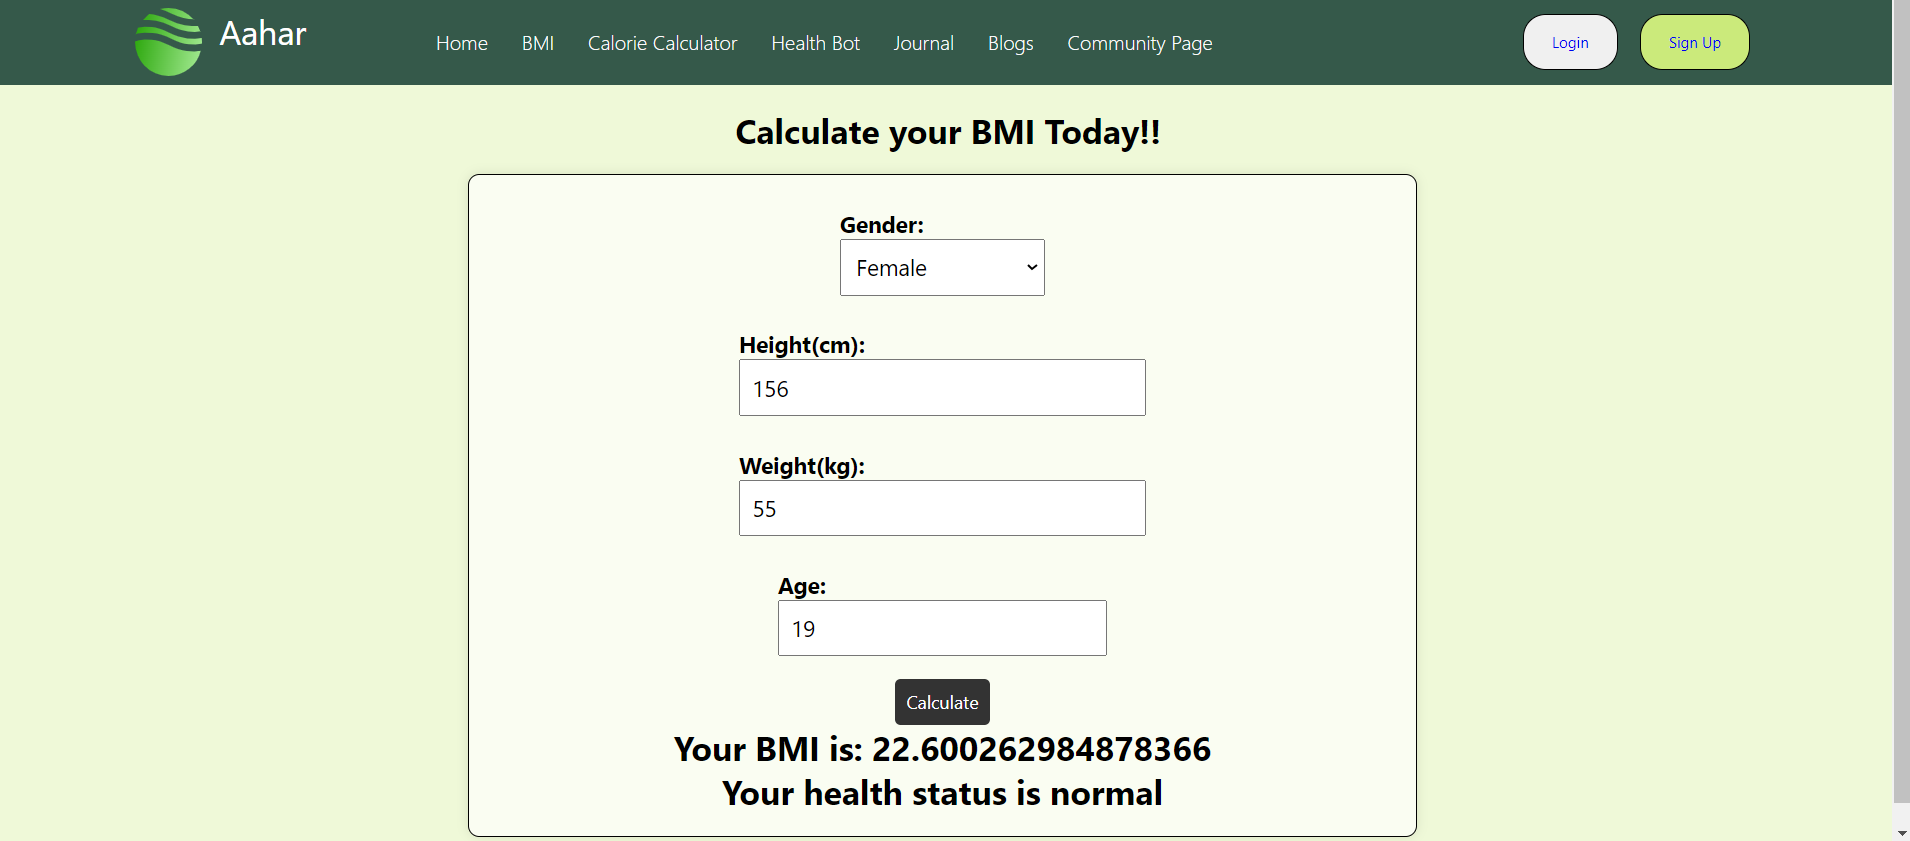 Aahar
Home BMI Calorie Calculator Health Bot Journal Blogs Community Page Login Sign Up
Calculate your BMI Today!!
Gender:
Female
Height(cm):
156
Weight(kg):
55
Age:
19
Calculate
Your BMI is: 22.600262984878366
Your health status is normal